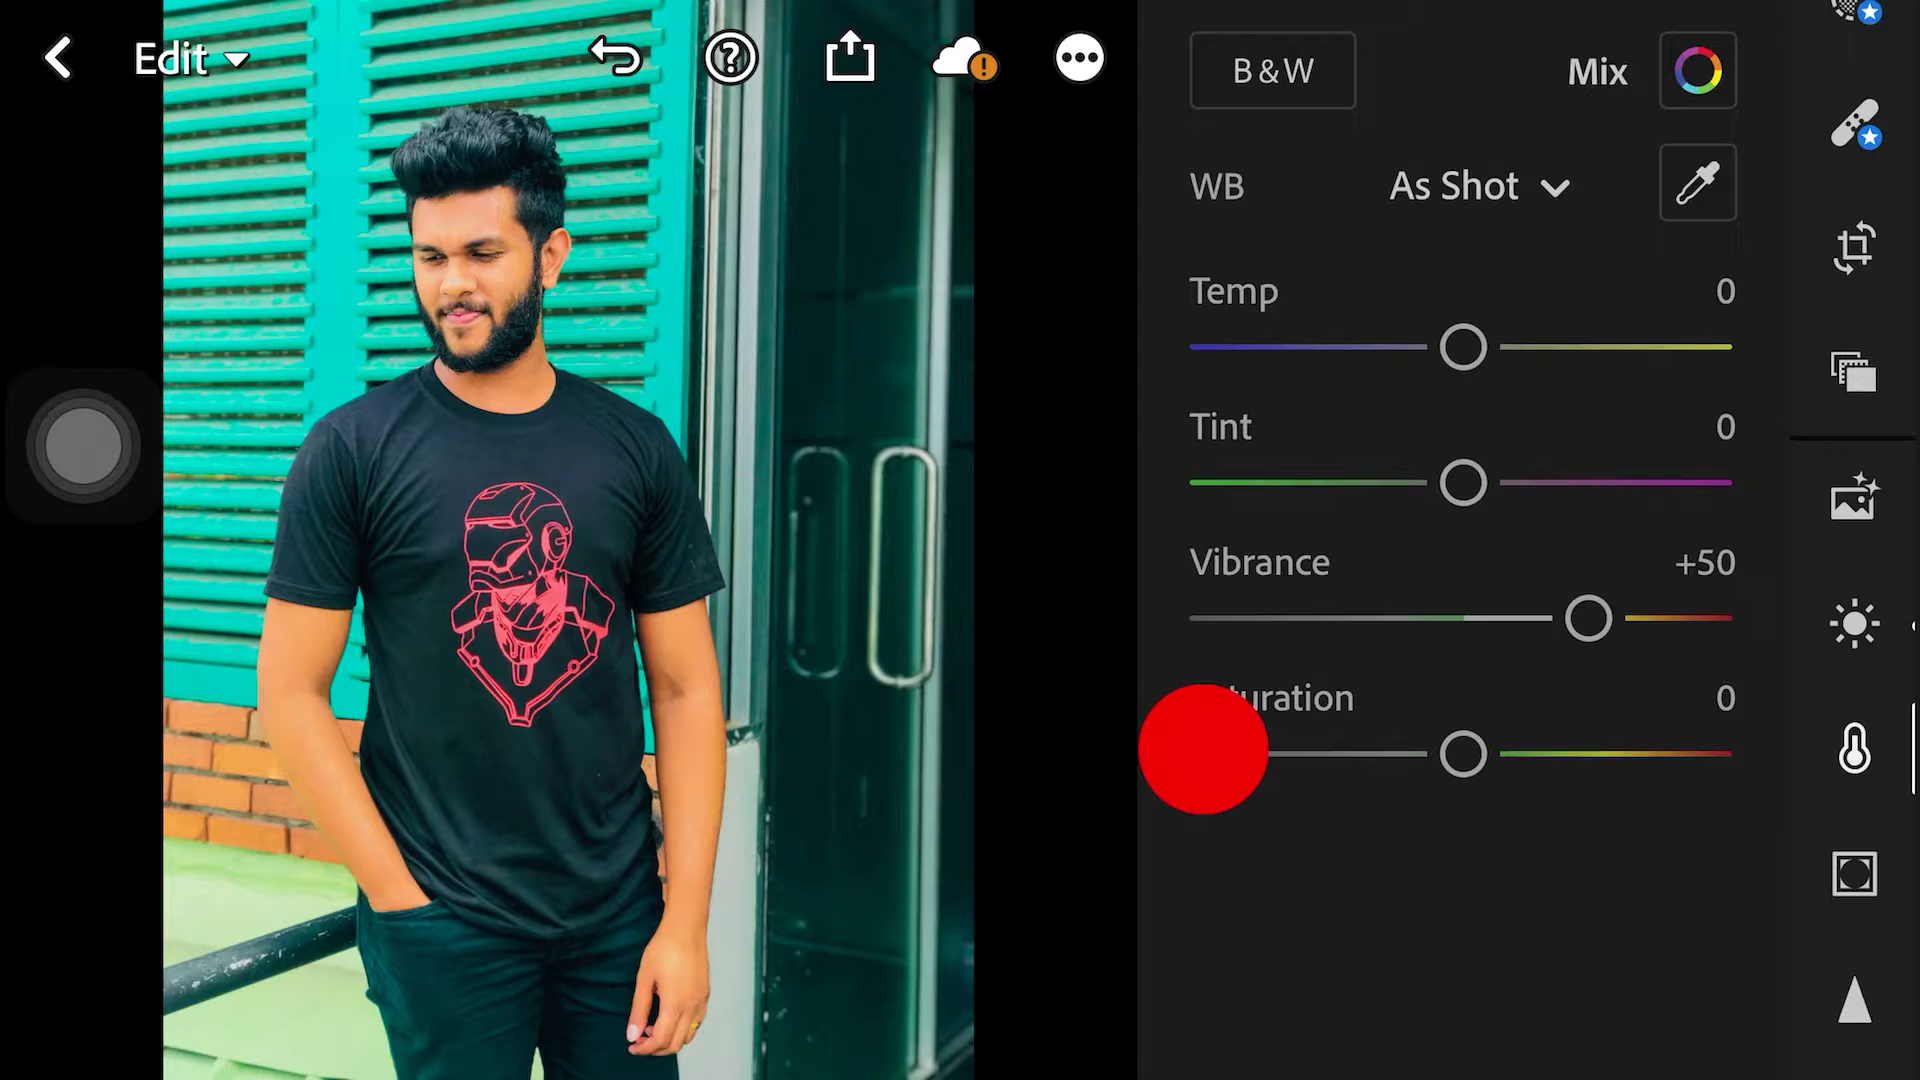 Edit
B&W
Mix
WB
As Shot
Temp
0
Tint
0
Vibrance
+50
uration
0